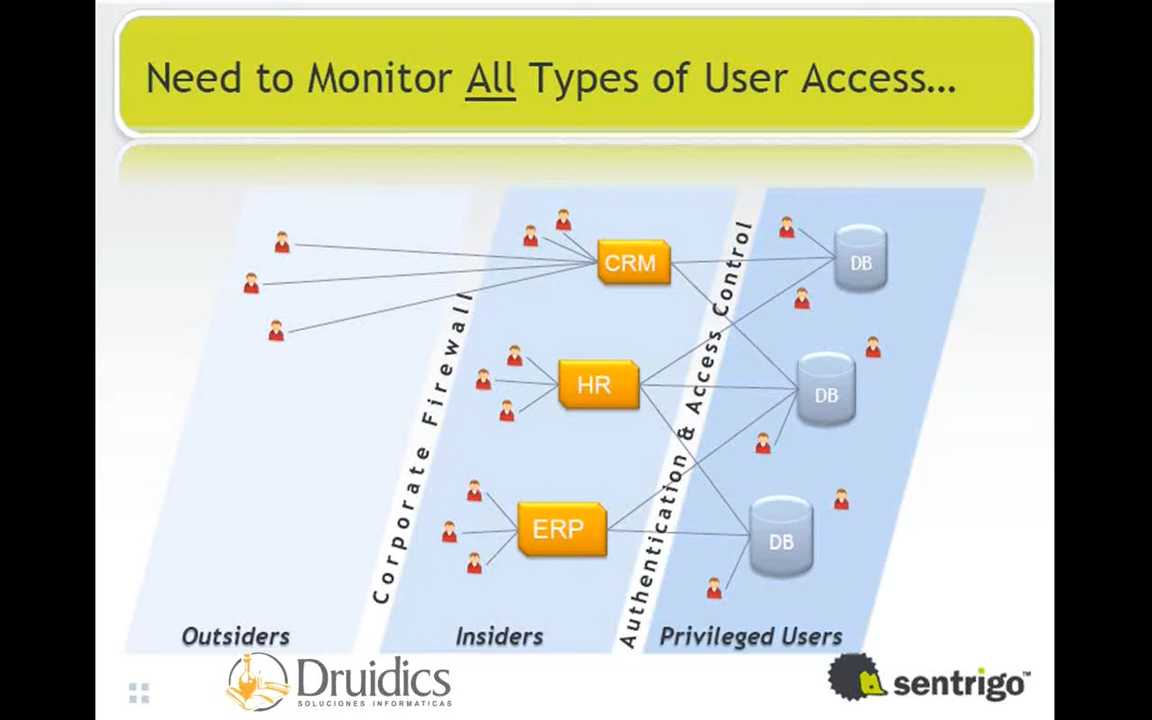 Need to Monitor All Types of User Access…
CRM
DB
HR
DB
ERP
DB
Corporate Firewall
Authentication & Access Control
Outsiders
Insiders
Privileged Users
Druidics
SOLUCIONES INFORMATICAS
sentrigo™